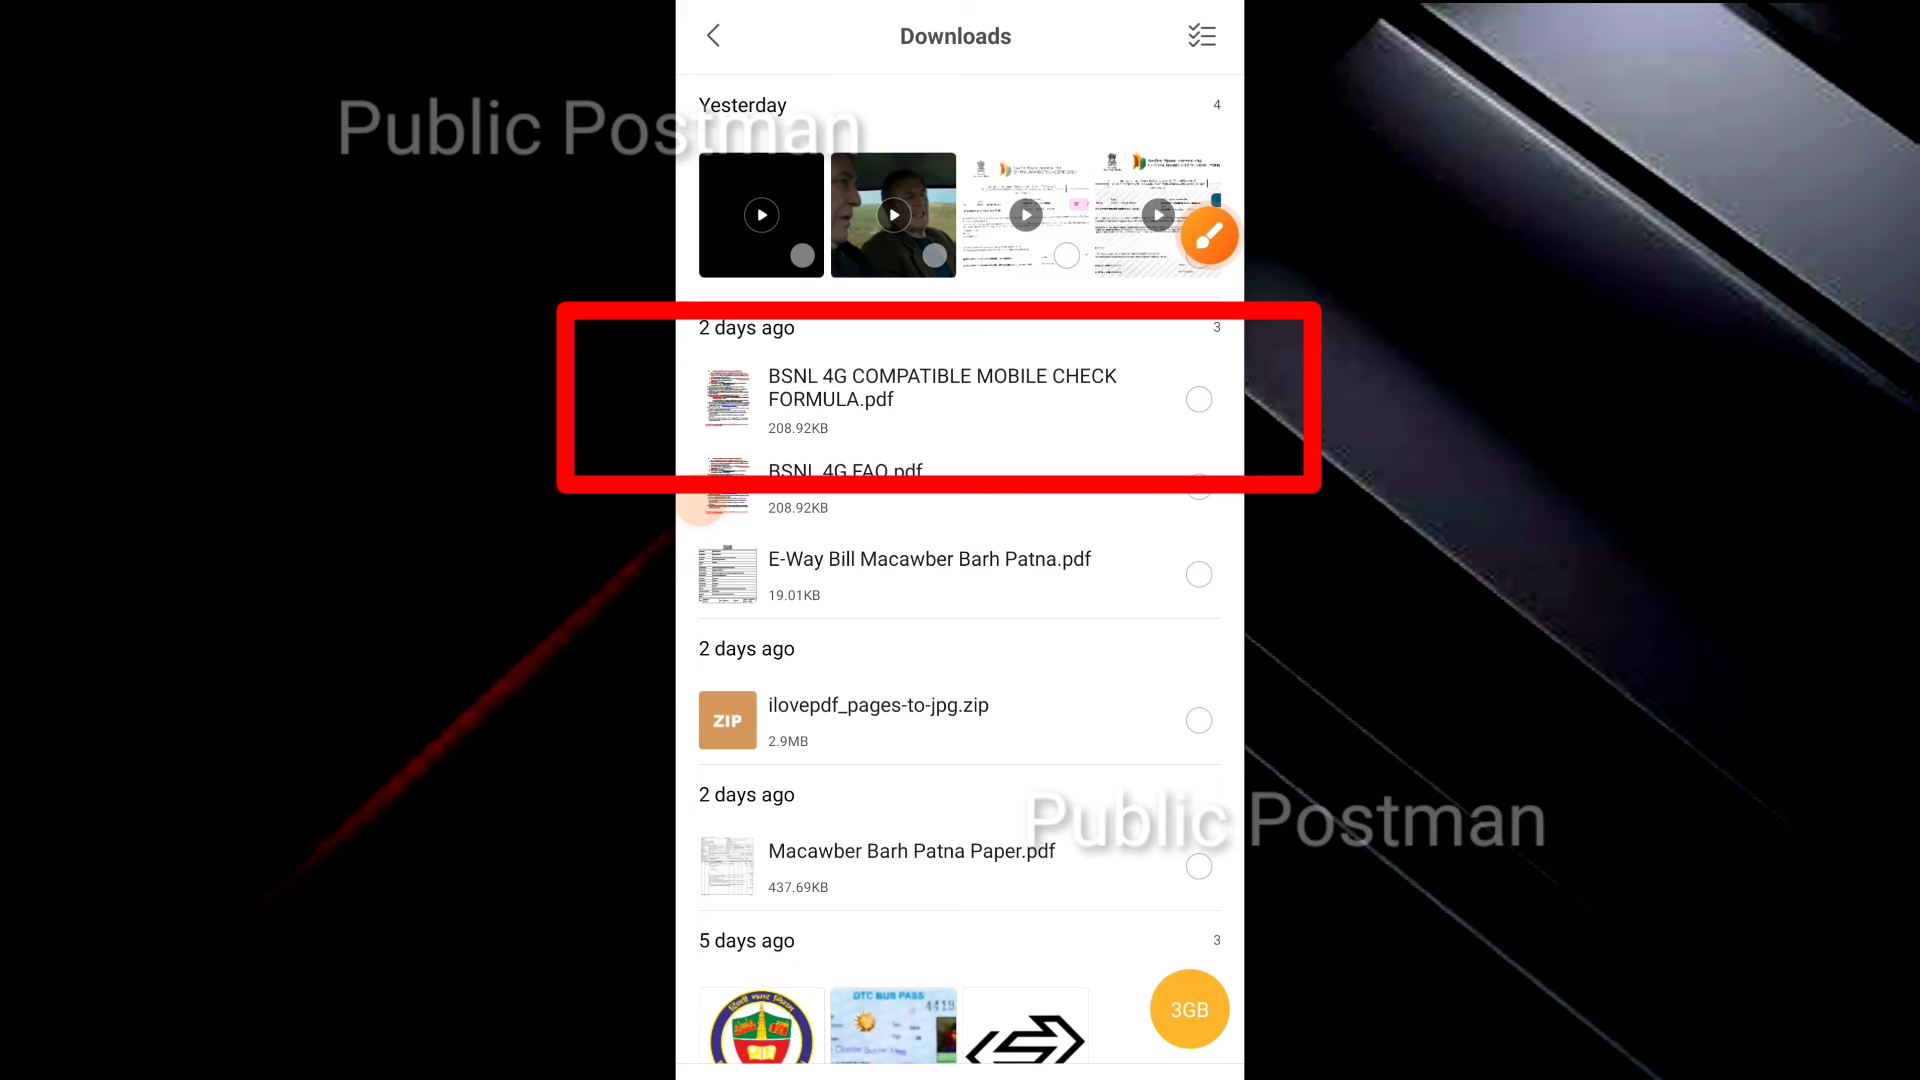 Downloads
Public Postman
Yesterday
4
2 days ago
3
BSNL 4G COMPATIBLE MOBILE CHECK
FORMULA.pdf
208.92KB
BSNL 4G FAQ.pdf
208.92KB
E-Way Bill Macawber Barh Patna.pdf
19.01KB
2 days ago
ZIP
ilovepdf_pages-to-jpg.zip
2.9MB
2 days ago
Public Postman
Macawber Barh Patna Paper.pdf
437.69KB
5 days ago
3
DTC BUS PASS
4419
3GB